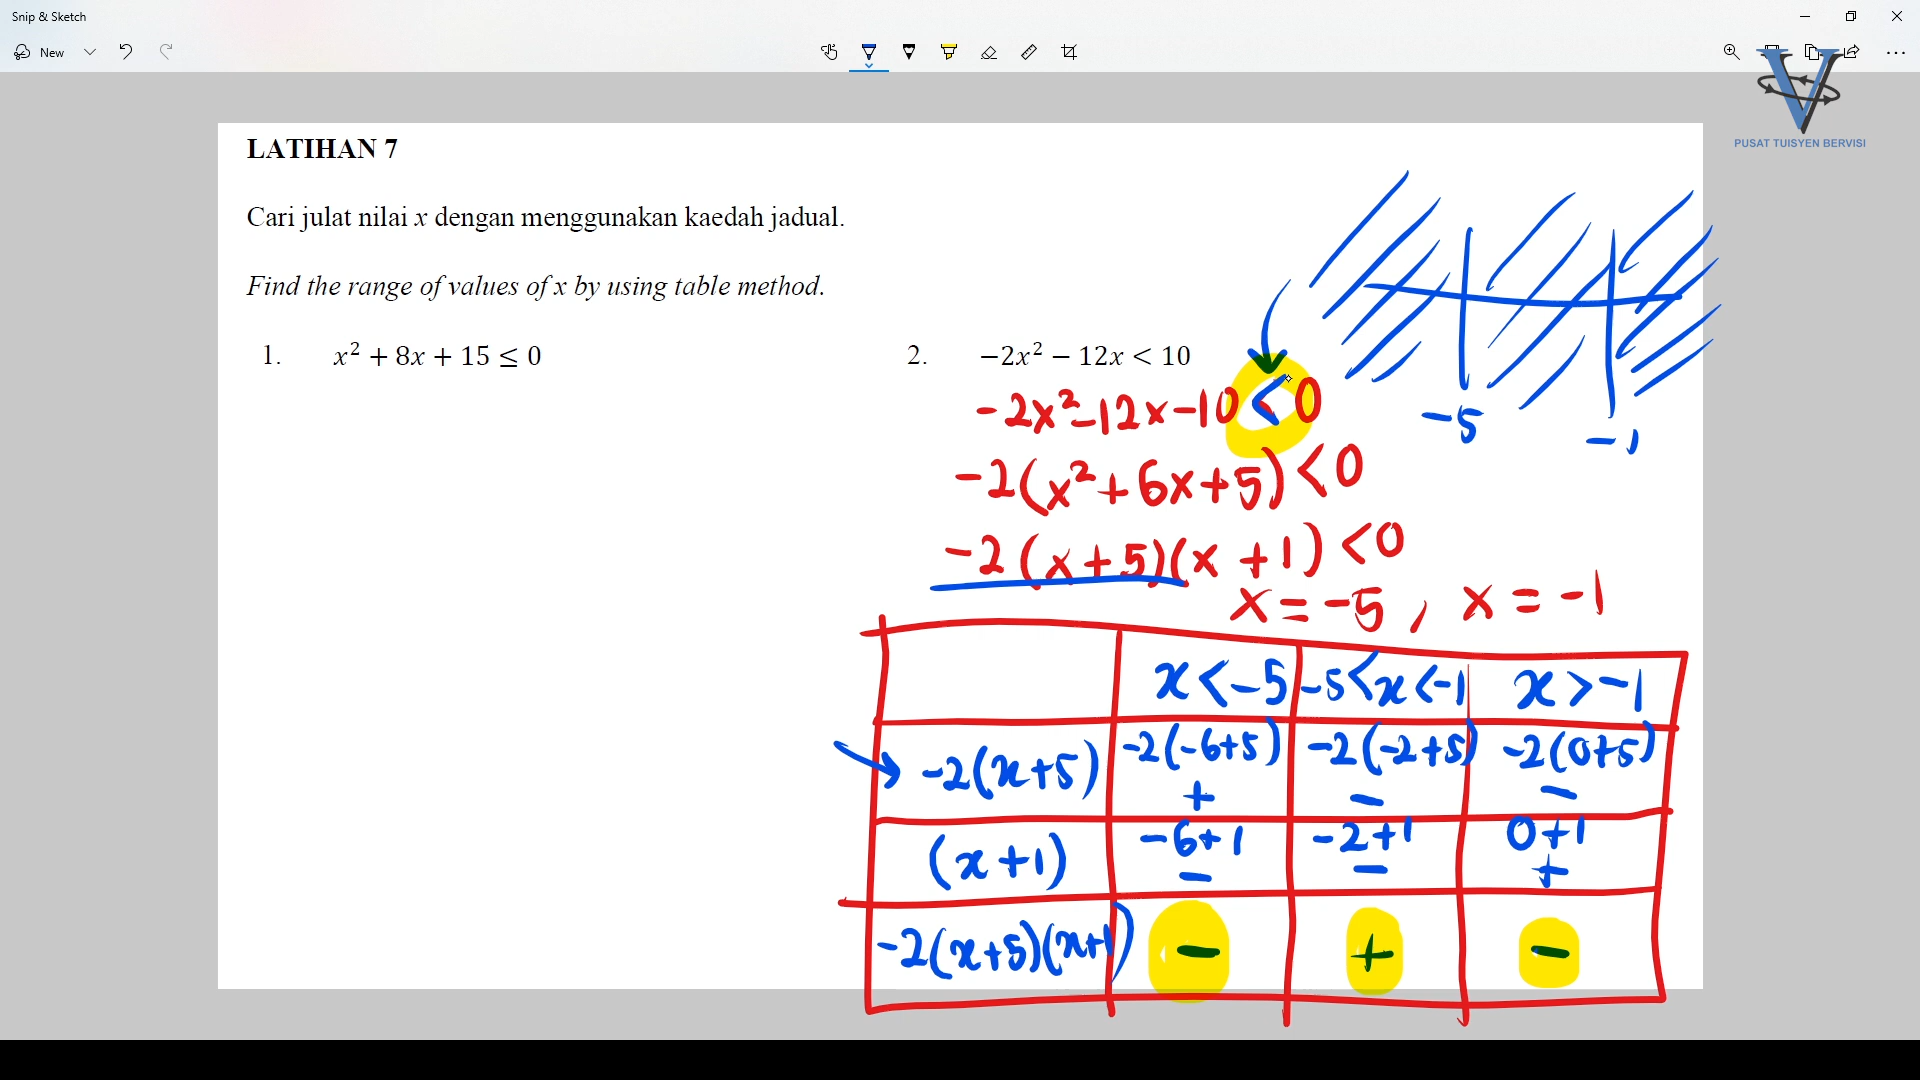 Snip & Sketch
New
PUSAT TUISYEN BERVISI
LATIHAN 7
Cari julat nilai x dengan menggunakan kaedah jadual.
Find the range of values of x by using table method.
1. x² + 8x + 15 ≤ 0
2. −2x² − 12x < 10
-2x²-12x-10 < 0
-2(x²+6x+5) < 0
-2(x+5)(x+1) < 0
x = -5, x = -1
-5 -1
x < -5 -5 < x < -1 x > -1
-2(x+5) -2(-6+5) -2(-2+5) -2(0+5)
+ - -
(x+1) -6+1 -2+1 0+1
- - +
-2(x+5)(x+1) - + -